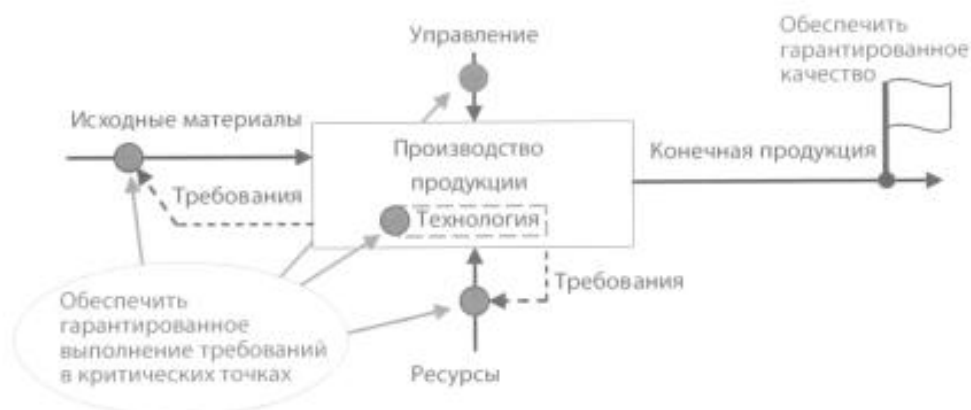 Управление
Обеспечить
гарантированное
качество
Исходные материалы
Производство
продукции
Конечная продукция
Требования
Технология
Требования
Обеспечить
гарантированное
выполнение требований
в критических точках
Ресурсы